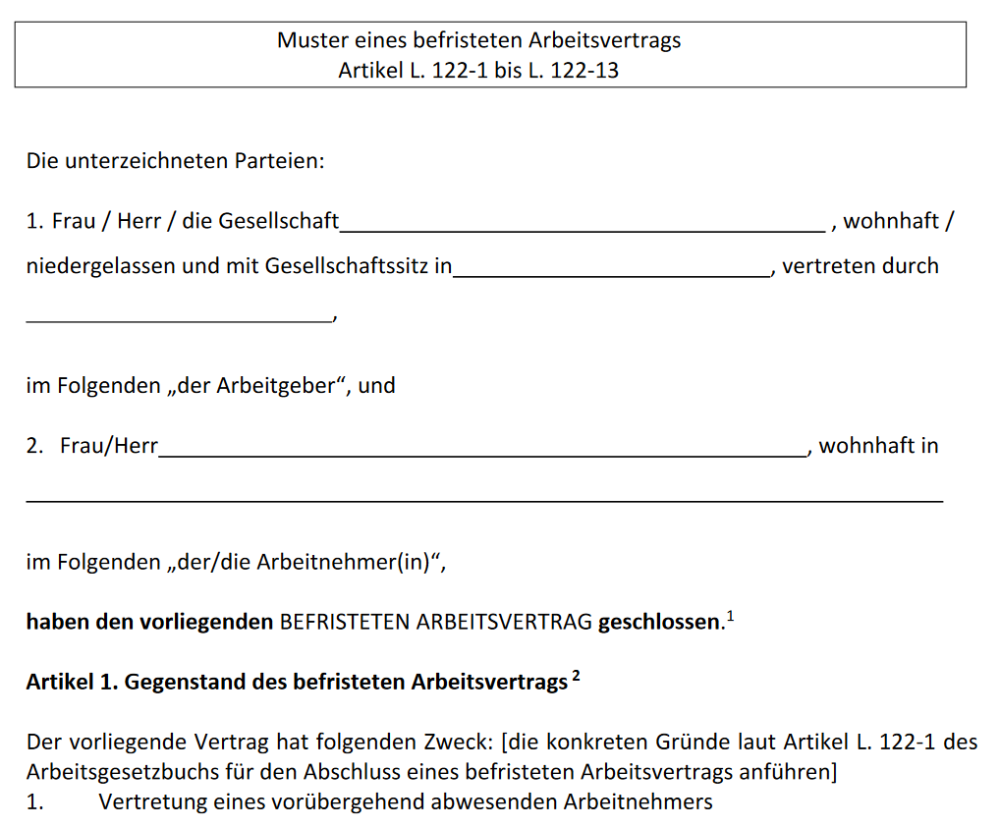 Muster eines befristeten Arbeitsvertrags
Artikel L. 122-1 bis L. 122-13
Die unterzeichneten Parteien:
1. Frau / Herr / die Gesellschaft_________________________________________ , wohnhaft /
niedergelassen und mit Gesellschaftssitz in___________________________, vertreten durch
__________________________,
im Folgenden „der Arbeitgeber“, und
2. Frau/Herr_______________________________________________________, wohnhaft in
______________________________________________________________________________
im Folgenden „der/die Arbeitnehmer(in)“,
haben den vorliegenden BEFRISTETEN ARBEITSVERTRAG geschlossen.¹
Artikel 1. Gegenstand des befristeten Arbeitsvertrags ²
Der vorliegende Vertrag hat folgenden Zweck: [die konkreten Gründe laut Artikel L. 122-1 des
Arbeitsgesetzbuchs für den Abschluss eines befristeten Arbeitsvertrags anführen]
1. Vertretung eines vorübergehend abwesenden Arbeitnehmers